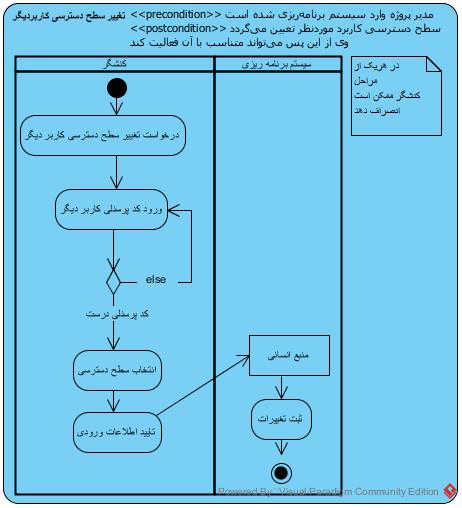 تغییر سطح دسترسی کاربردیگر <<precondition>> مدیر پروژه وارد سیستم برنامه‌ریزی شده است
<<postcondition>> سطح دسترسی کاربرد موردنظر تعیین می‌گردد
وی از این پس می‌تواند متناسب با آن فعالیت کند
کنشگر
سیستم برنامه ریزی
در هریک از
مراحل
کنشگر ممکن است
انصراف دهد
درخواست تغییر سطح دسترسی کاربر دیگر
ورود کد پرسنلی کاربر دیگر
else
کد پرسنلی درست
انتخاب سطح دسترسی
تایید اطلاعات ورودی
منبع انسانی
ثبت تغییرات
Powered By Visual Paradigm Community Edition